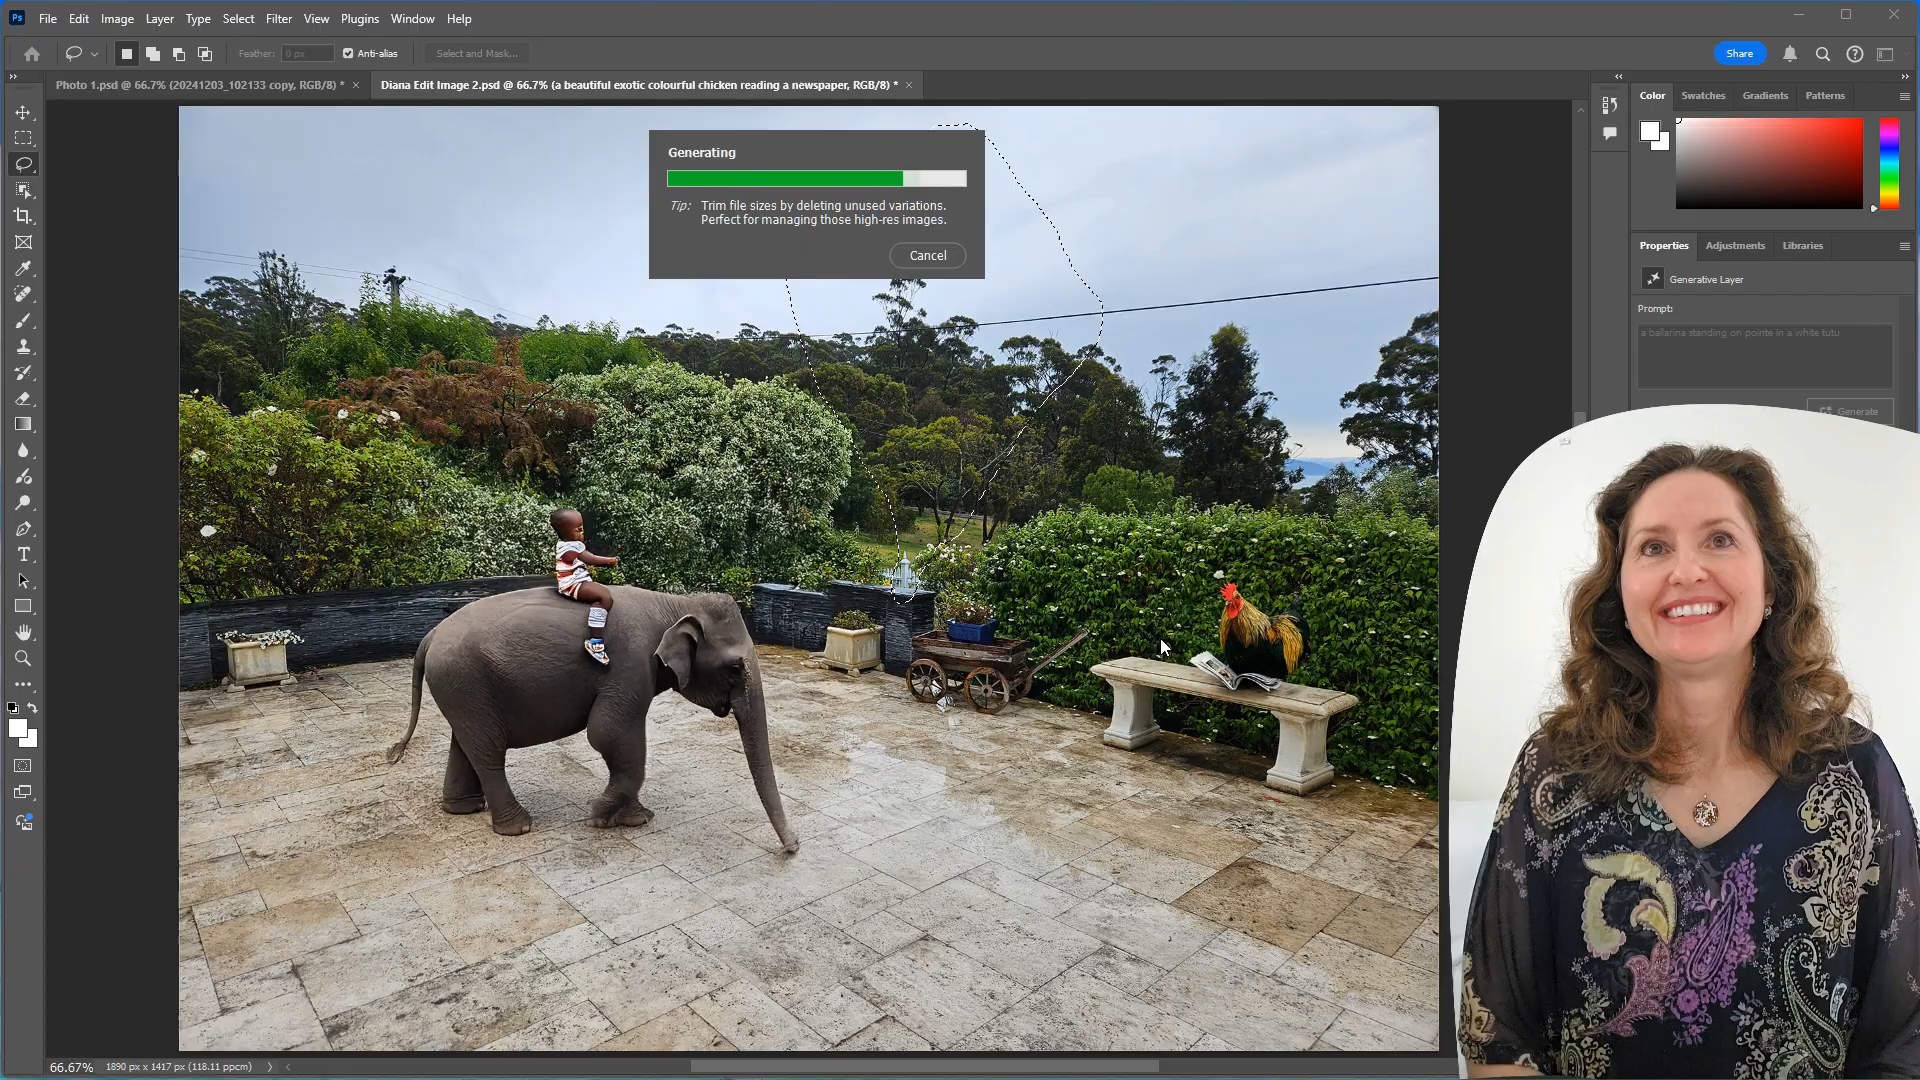 Ps File Edit Image Layer Type Select Filter View Plugins Window Help
Feather: 0 px Anti-alias Select and Mask... Share
Photo 1.psd @ 66.7% (20241203_102133 copy, RGB/8) * × Diana Edit Image 2.psd @ 66.7% (a beautiful exotic colourful chicken reading a newspaper, RGB/8) * ×
Color Swatches Gradients Patterns
Generating
Tip: Trim file sizes by deleting unused variations.
Perfect for managing those high-res images.
Cancel
Properties Adjustments Libraries
Generative Layer
Prompt:
a ballarina standing on pointe in a white tutu
Generate
66.67% 1890 px x 1417 px (118.11 ppcm)